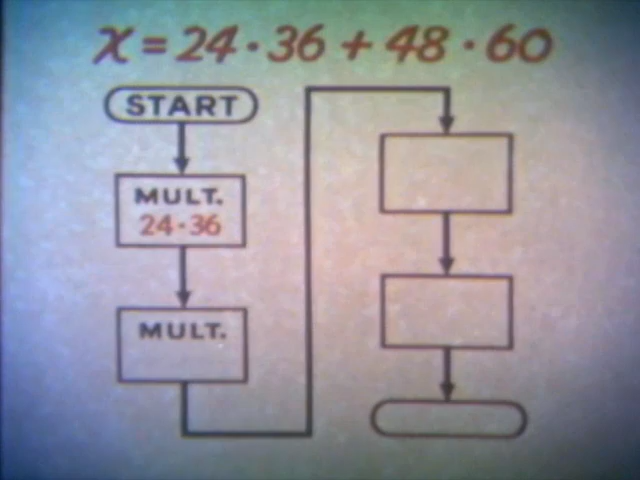 X = 24 · 36 + 48 · 60
START
MULT.
24 · 36
MULT.